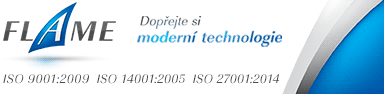 FLAME
Dopřejte si
moderní technologie
ISO 9001:2009 ISO 14001:2005 ISO 27001:2014